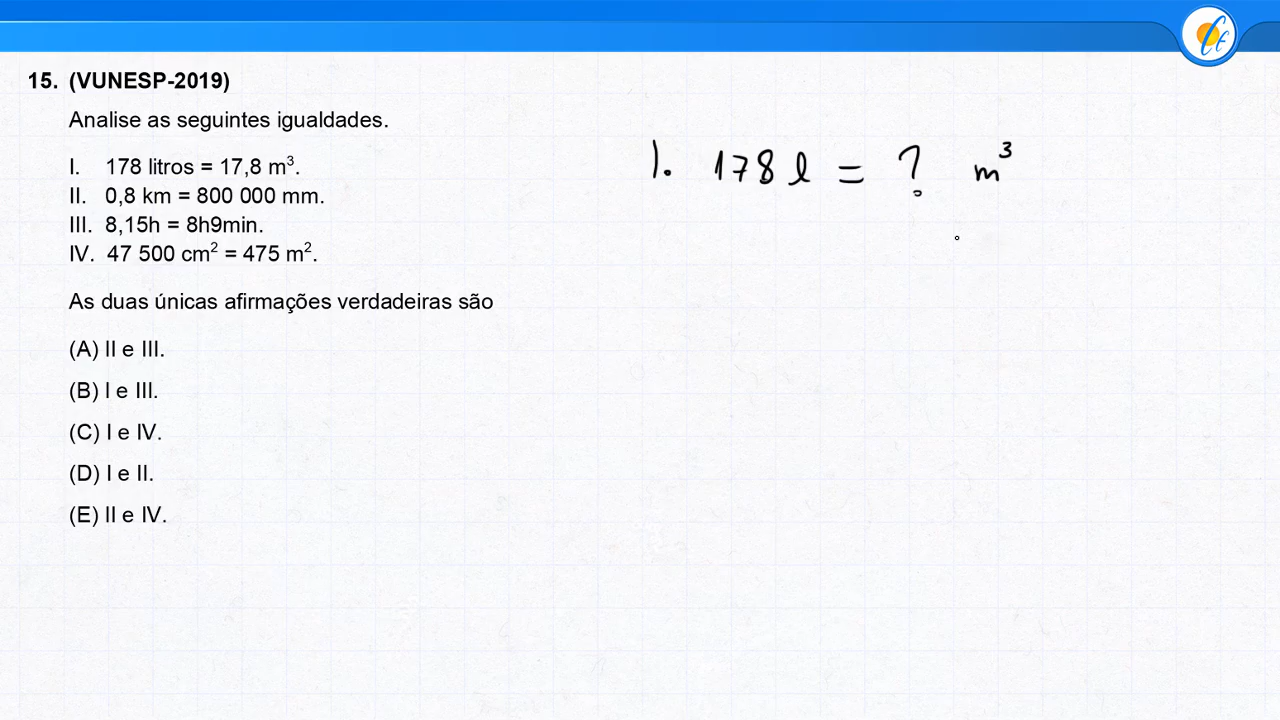 15. (VUNESP-2019)
Analise as seguintes igualdades.
I. 178 litros = 17,8 m³.
II. 0,8 km = 800 000 mm.
III. 8,15h = 8h9min.
IV. 47 500 cm² = 475 m².
As duas únicas afirmações verdadeiras são
(A) II e III.
(B) I e III.
(C) I e IV.
(D) I e II.
(E) II e IV.
I. 178 l = ? m³